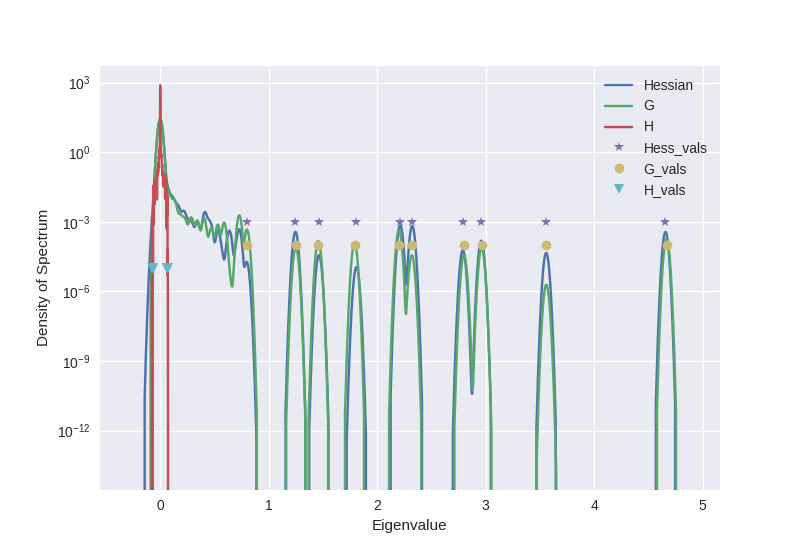 10³
10⁰
10⁻³
10⁻⁶
10⁻⁹
10⁻¹²
Density of Spectrum
Hessian
G
H
Hess_vals
G_vals
H_vals
0 1 2 3 4 5
Eigenvalue